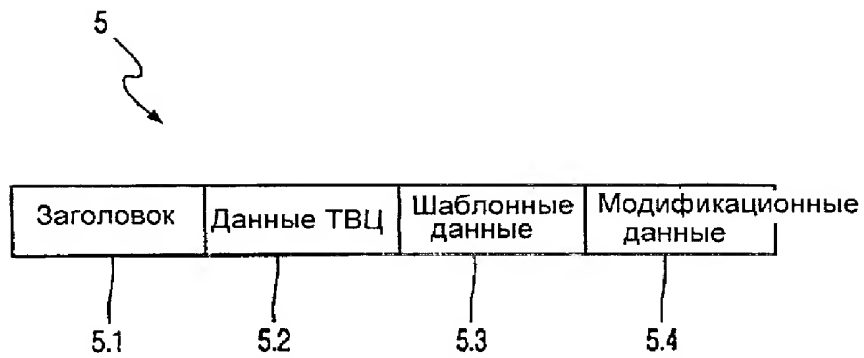 5
Заголовок
Данные ТВЦ
Шаблонные
данные
Модификационные
данные
5.1
5.2
5.3
5.4